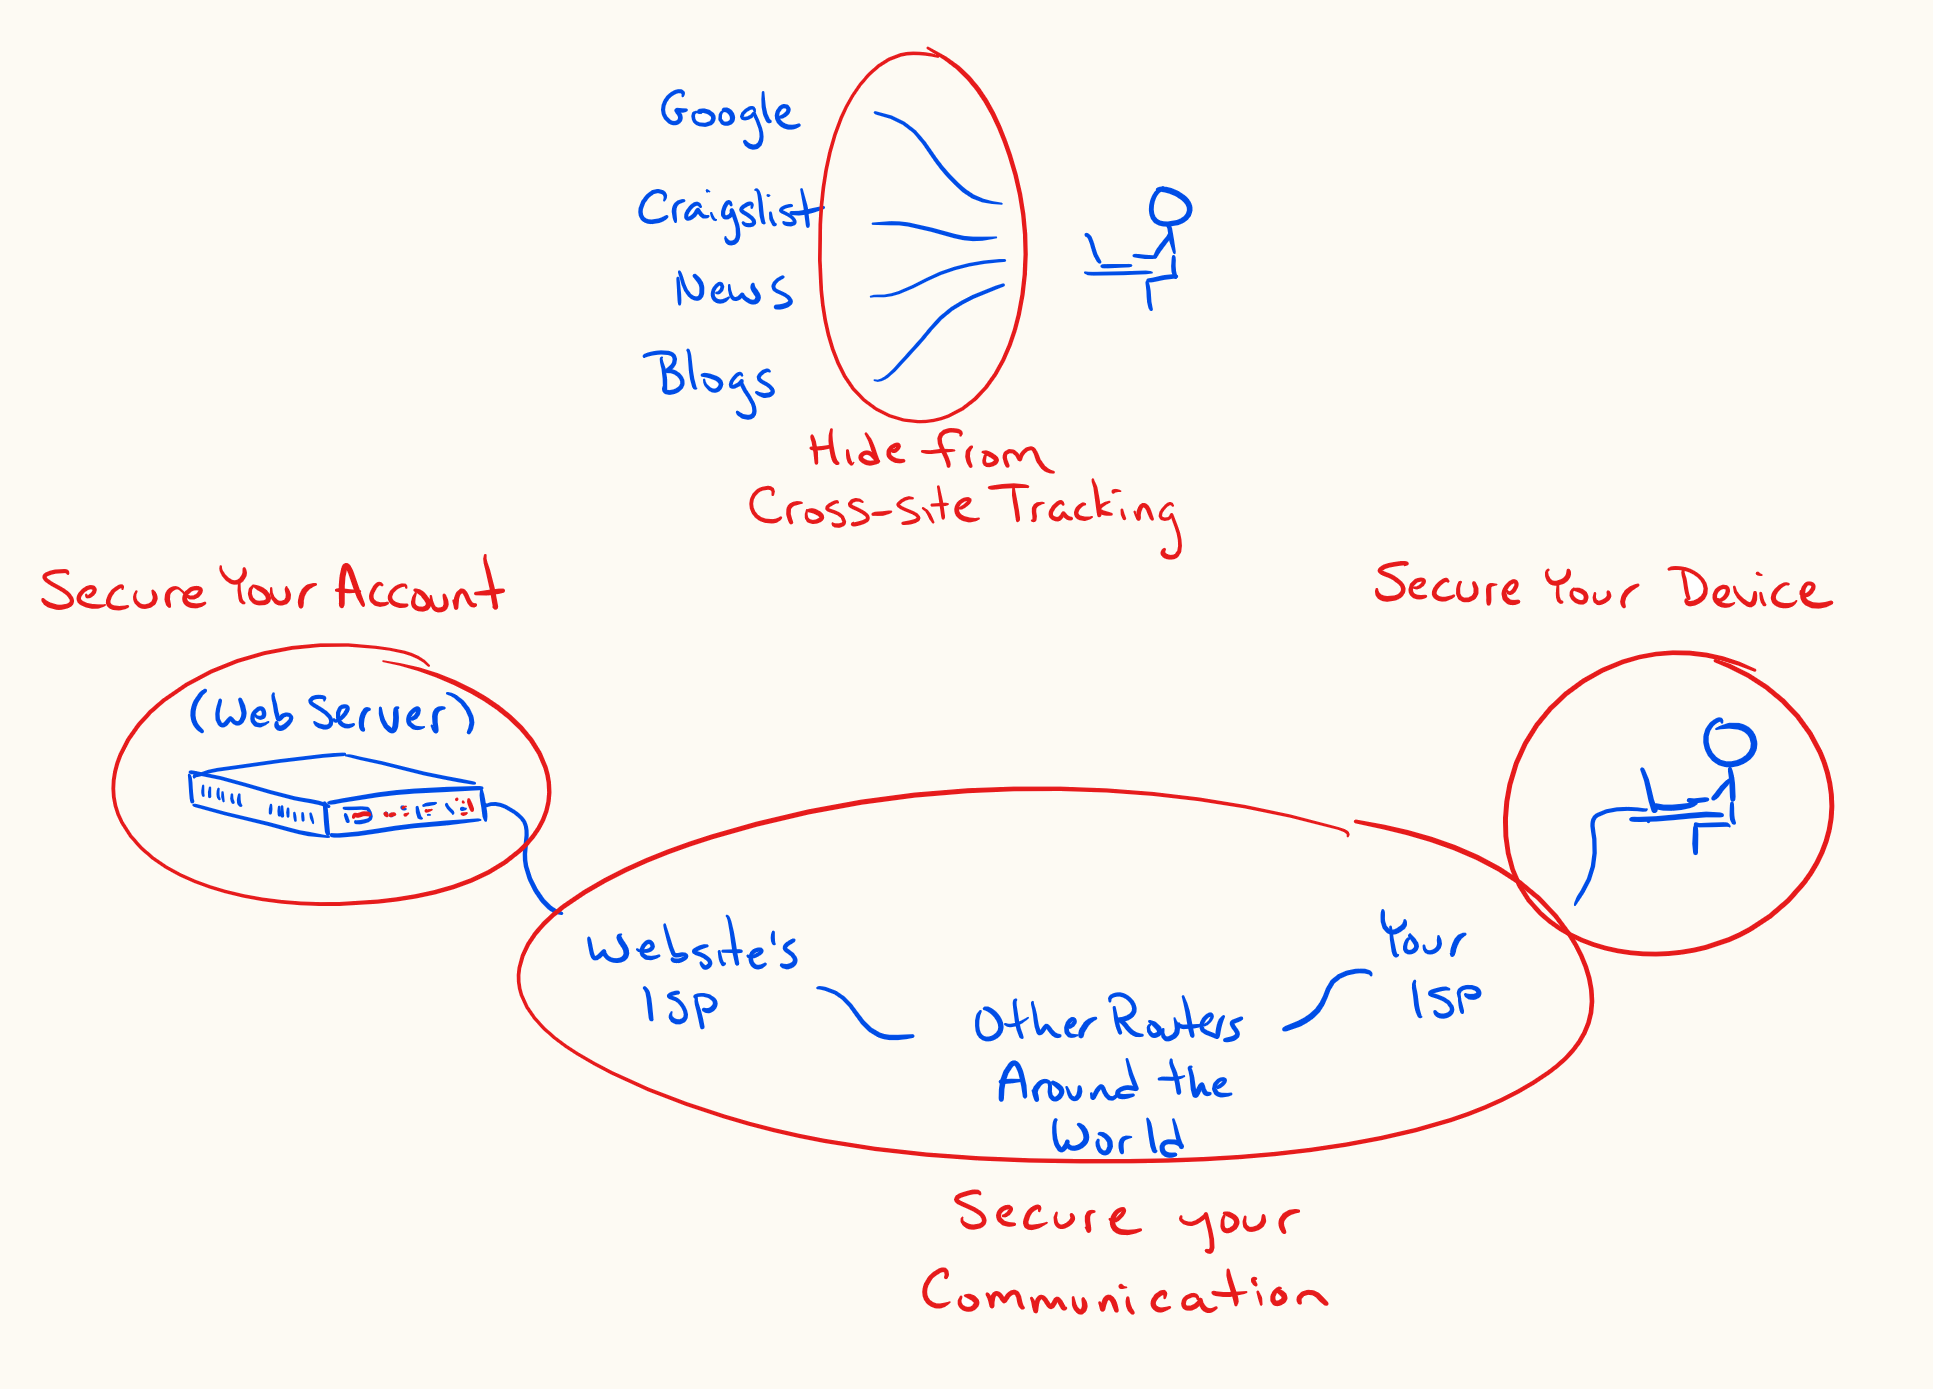 Google
Craigslist
News
Blogs
Hide from
Cross-site Tracking
Secure Your Account
Secure Your Device
(Web Server)
Website's
ISP
Other Routers
Around the
World
Your
ISP
Secure your
Communication